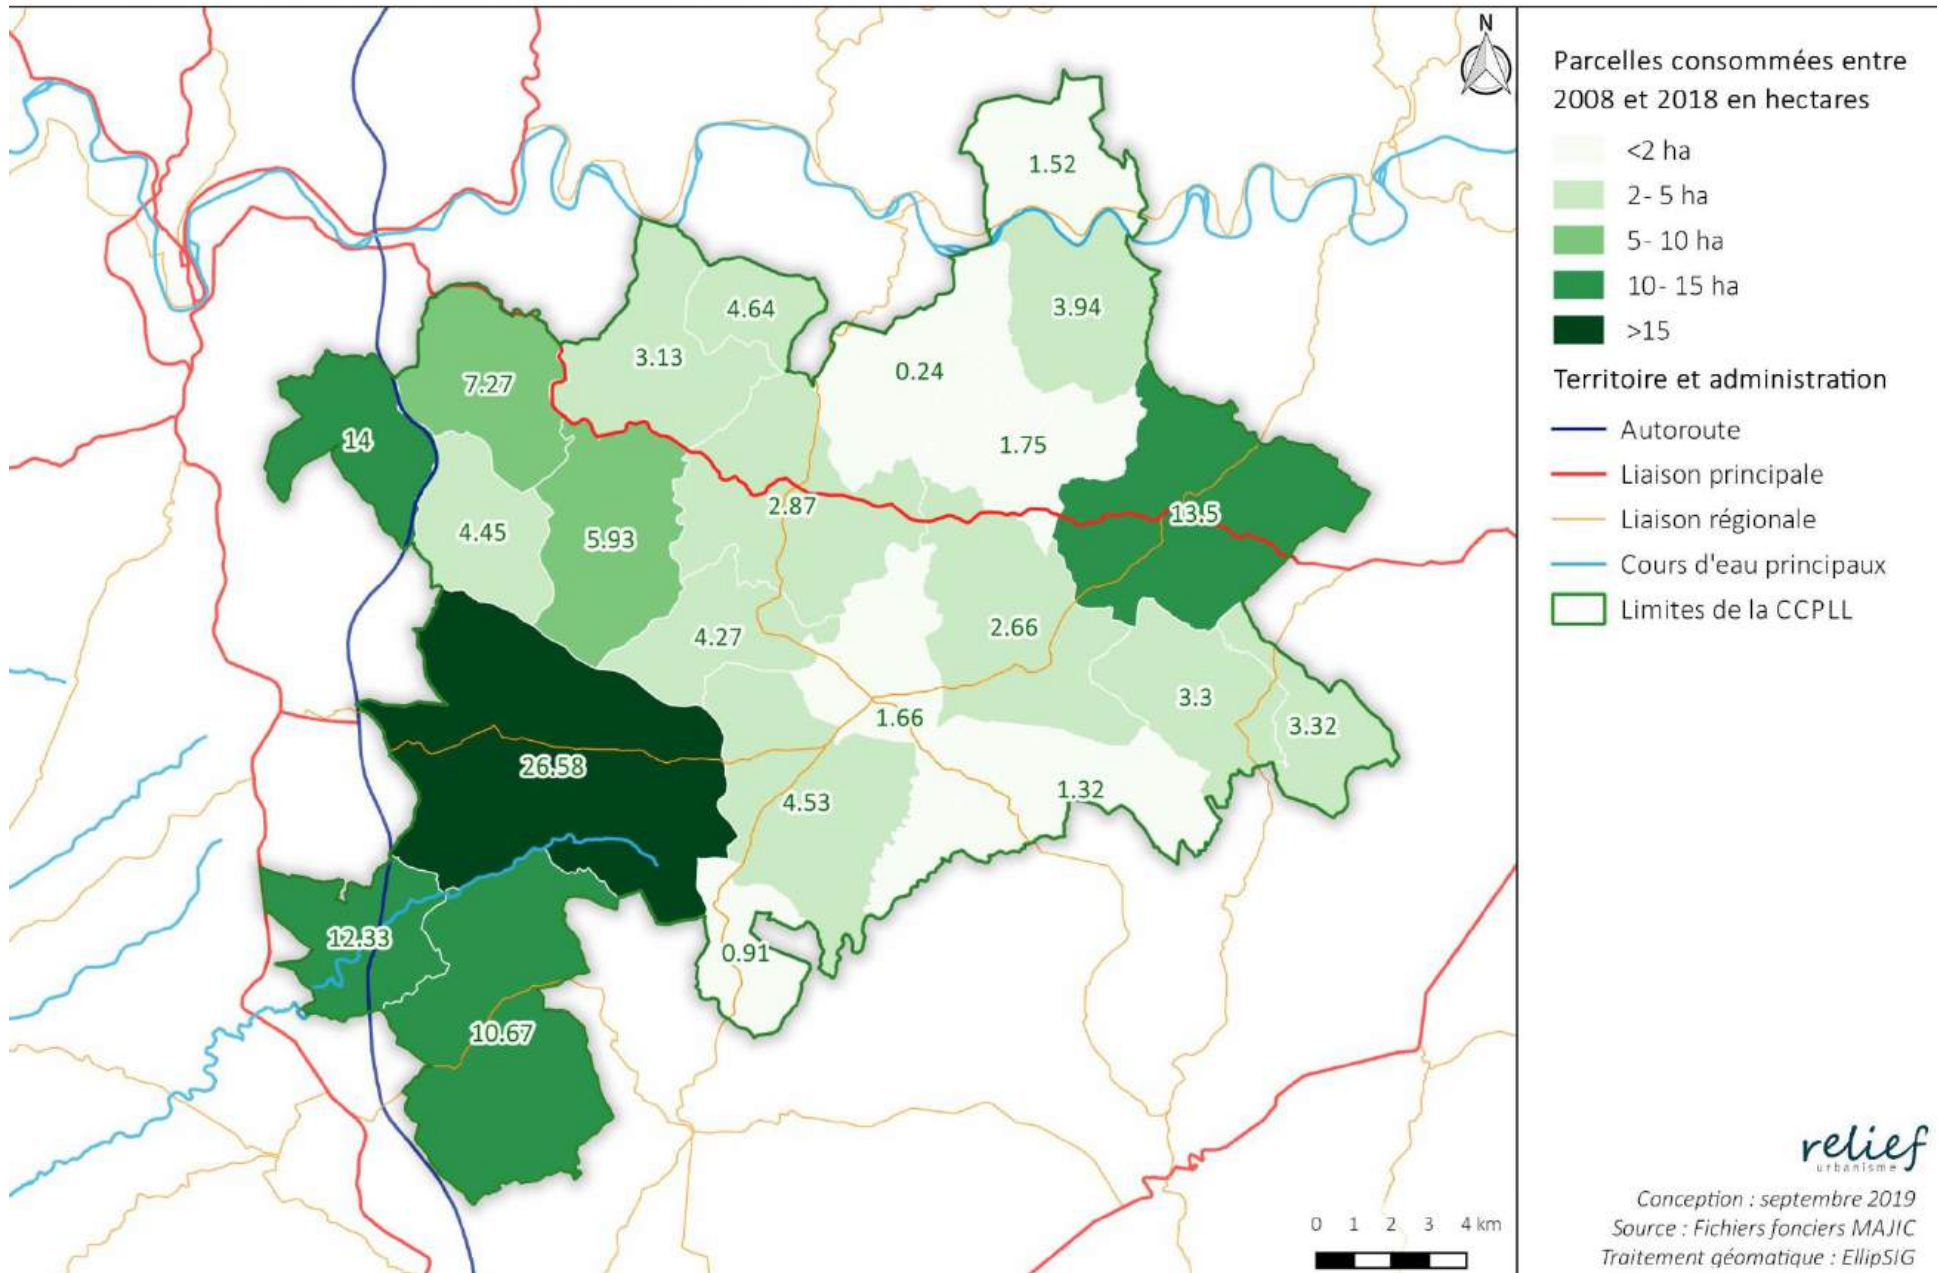 N
1.52
3.94
4.64
3.13
0.24
7.27
1.75
14
2.87
13.5
4.45
5.93
4.27
2.66
3.3
3.32
1.66
26.58
1.32
4.53
12.33
0.91
10.67
0 1 2 3 4 km
Parcelles consommées entre
2008 et 2018 en hectares
<2 ha
2- 5 ha
5- 10 ha
10- 15 ha
>15
Territoire et administration
Autoroute
Liaison principale
Liaison régionale
Cours d'eau principaux
Limites de la CCPLL
relief
urbanisme
Conception : septembre 2019
Source : Fichiers fonciers MAJIC
Traitement géomatique : EllipSIG